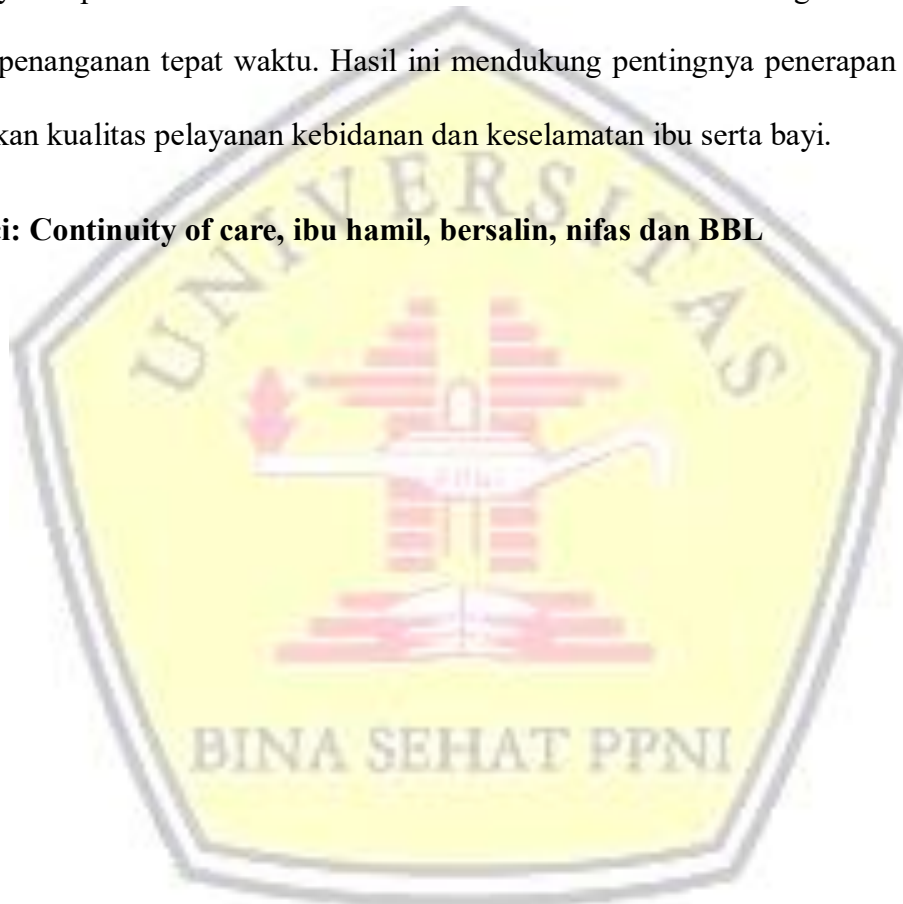 penanganan tepat waktu. Hasil ini mendukung pentingnya penerapan
kan kualitas pelayanan kebidanan dan keselamatan ibu serta bayi.
i: Continuity of care, ibu hamil, bersalin, nifas dan BBL
UNIVERSITAS
BINA SEHAT PPNI